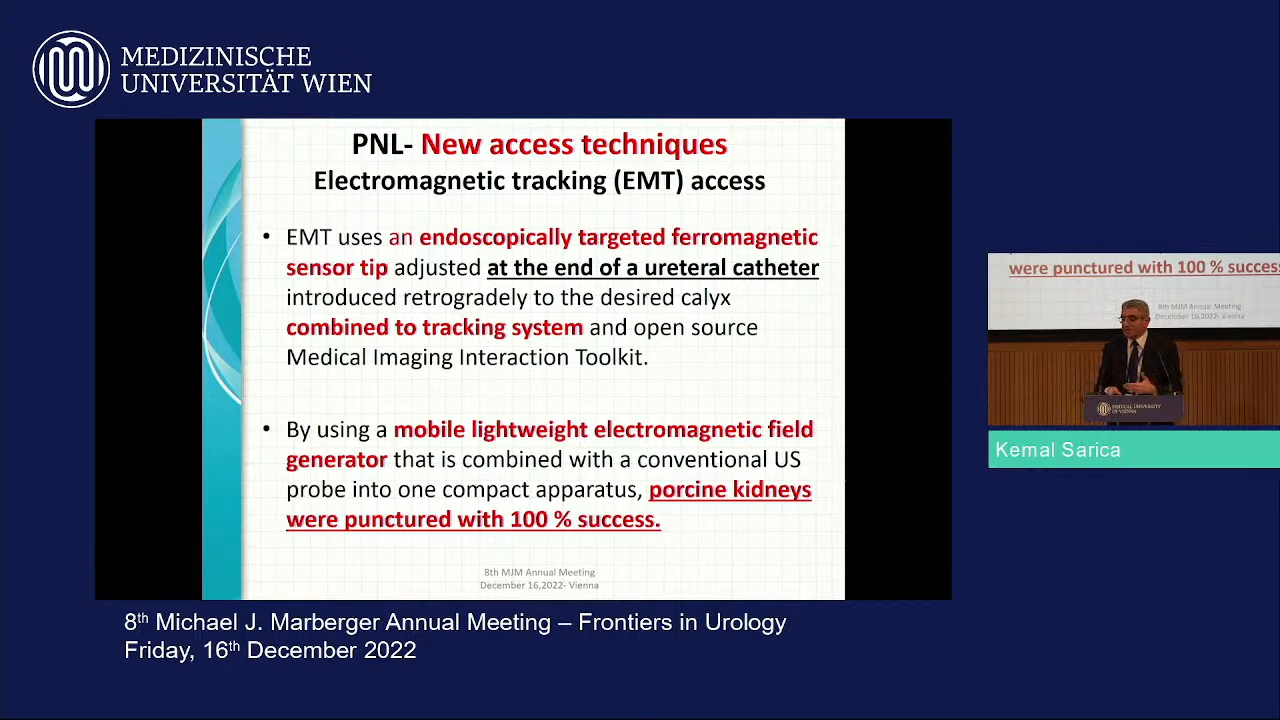 MEDIZINISCHE
UNIVERSITÄT WIEN
PNL- New access techniques
Electromagnetic tracking (EMT) access
• EMT uses an endoscopically targeted ferromagnetic
sensor tip adjusted at the end of a ureteral catheter
introduced retrogradely to the desired calyx
combined to tracking system and open source
Medical Imaging Interaction Toolkit.
• By using a mobile lightweight electromagnetic field
generator that is combined with a conventional US
probe into one compact apparatus, porcine kidneys
were punctured with 100 % success.
8th MJM Annual Meeting
December 16,2022- Vienna
were punctured with 100 % success
8th MJM Annual Meeting
December 16,2022- Vienna
MEDICAL UNIVERSITY
OF VIENNA
Kemal Sarica
8th Michael J. Marberger Annual Meeting – Frontiers in Urology
Friday, 16th December 2022